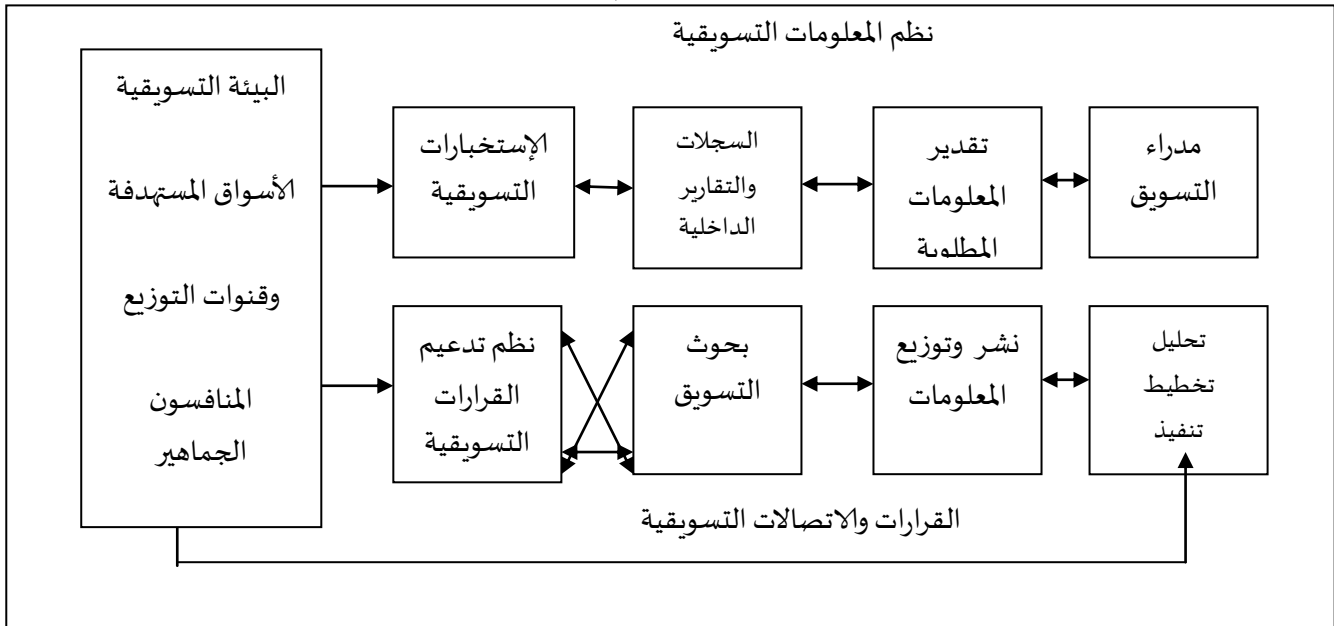 نظم المعلومات التسويقية
البيئة التسويقية
الأسواق المستهدفة
وقنوات التوزيع
المنافسون
الجماهير
الإستخبارات
التسويقية
السجلات
والتقارير
الداخلية
تقدير
المعلومات
المطلوبة
مدراء
التسويق
نظم تدعيم
القرارات
التسويقية
بحوث
التسويق
نشر وتوزيع
المعلومات
تحليل
تخطيط
تنفيذ
القرارات والاتصالات التسويقية